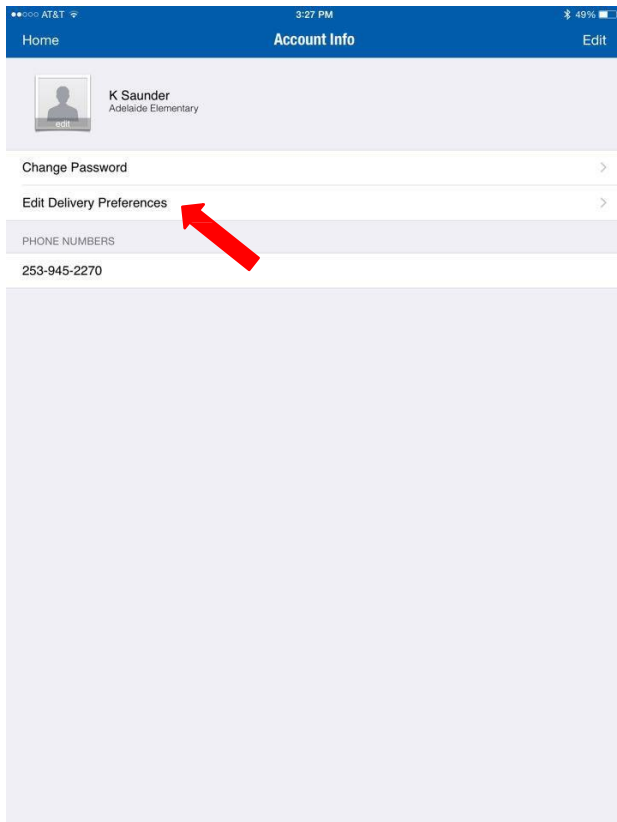 AT&T 3:27 PM 49%
Home Account Info Edit
K Saunder
Adelaide Elementary
edit
Change Password
Edit Delivery Preferences
PHONE NUMBERS
253-945-2270